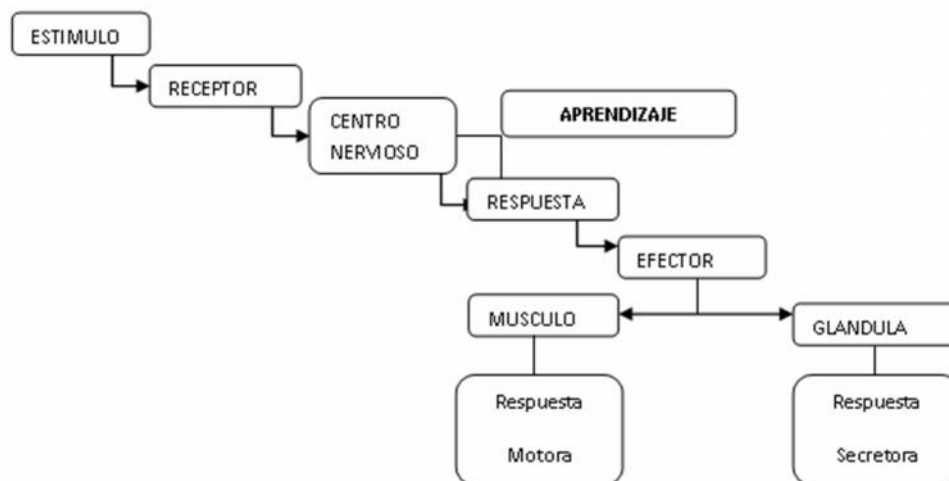 ESTIMULO
RECEPTOR
CENTRO
NERVIOSO
APRENDIZAJE
RESPUESTA
EFECTOR
MUSCULO
GLANDULA
Respuesta
Motora
Respuesta
Secretora